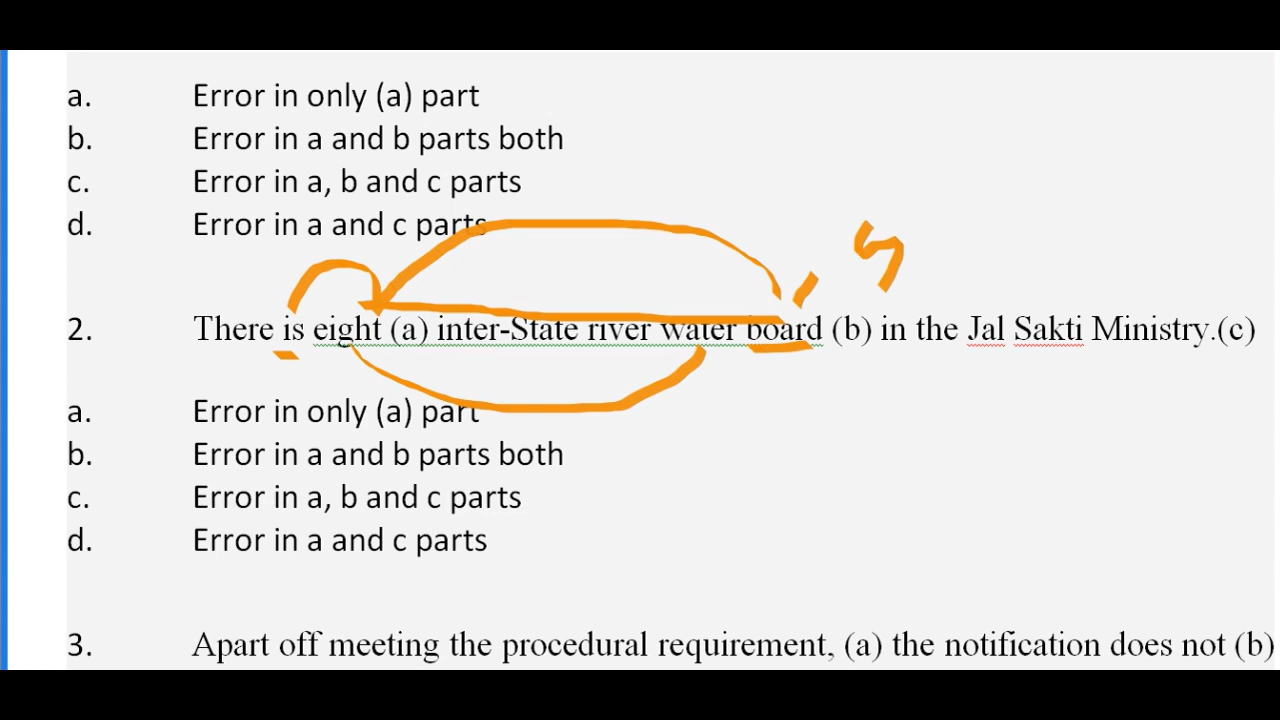 a. Error in only (a) part
b. Error in a and b parts both
c. Error in a, b and c parts
d. Error in a and c parts
s
2. There is eight (a) inter-State river water board (b) in the Jal Sakti Ministry.(c)
a. Error in only (a) part
b. Error in a and b parts both
c. Error in a, b and c parts
d. Error in a and c parts
3. Apart off meeting the procedural requirement, (a) the notification does not (b)